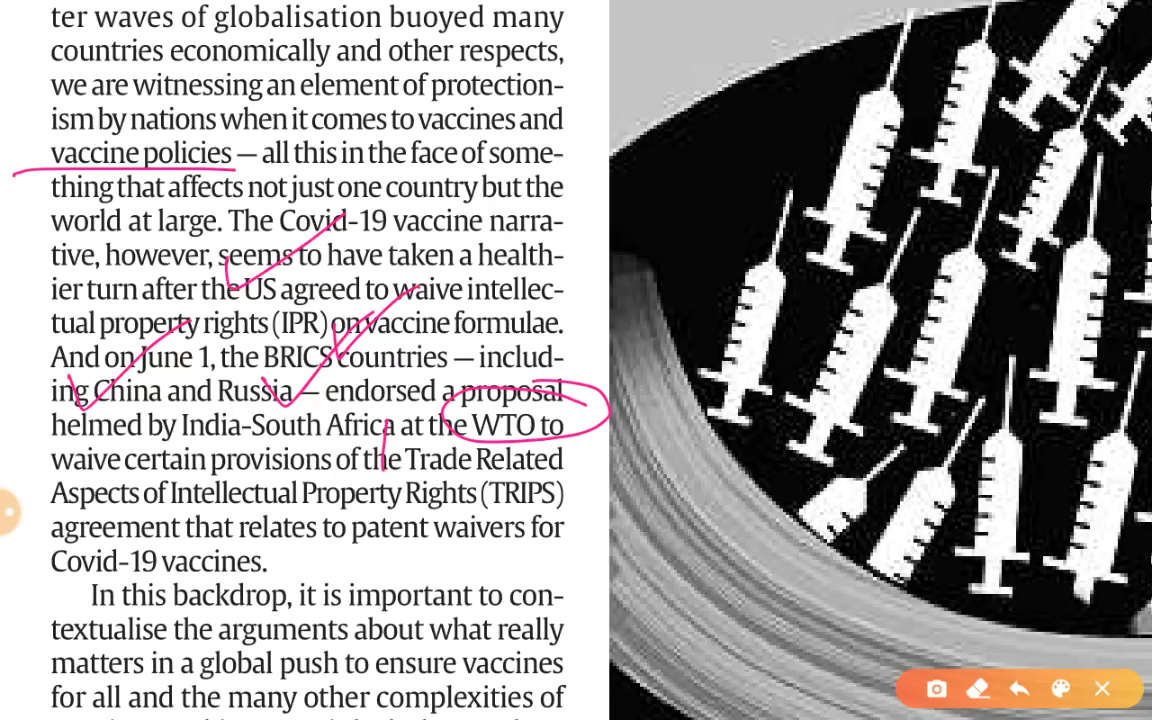 ter waves of globalisation buoyed many
countries economically and other respects,
we are witnessing an element of protection-
ism by nations when it comes to vaccines and
vaccine policies — all this in the face of some-
thing that affects not just one country but the
world at large. The Covid-19 vaccine narra-
tive, however, seems to have taken a health-
ier turn after the US agreed to waive intellec-
tual property rights (IPR) on vaccine formulae.
And on June 1, the BRICS countries — includ-
ing China and Russia — endorsed a proposal
helmed by India-South Africa at the WTO to
waive certain provisions of the Trade Related
Aspects of Intellectual Property Rights (TRIPS)
agreement that relates to patent waivers for
Covid-19 vaccines.
In this backdrop, it is important to con-
textualise the arguments about what really
matters in a global push to ensure vaccines
for all and the many other complexities of